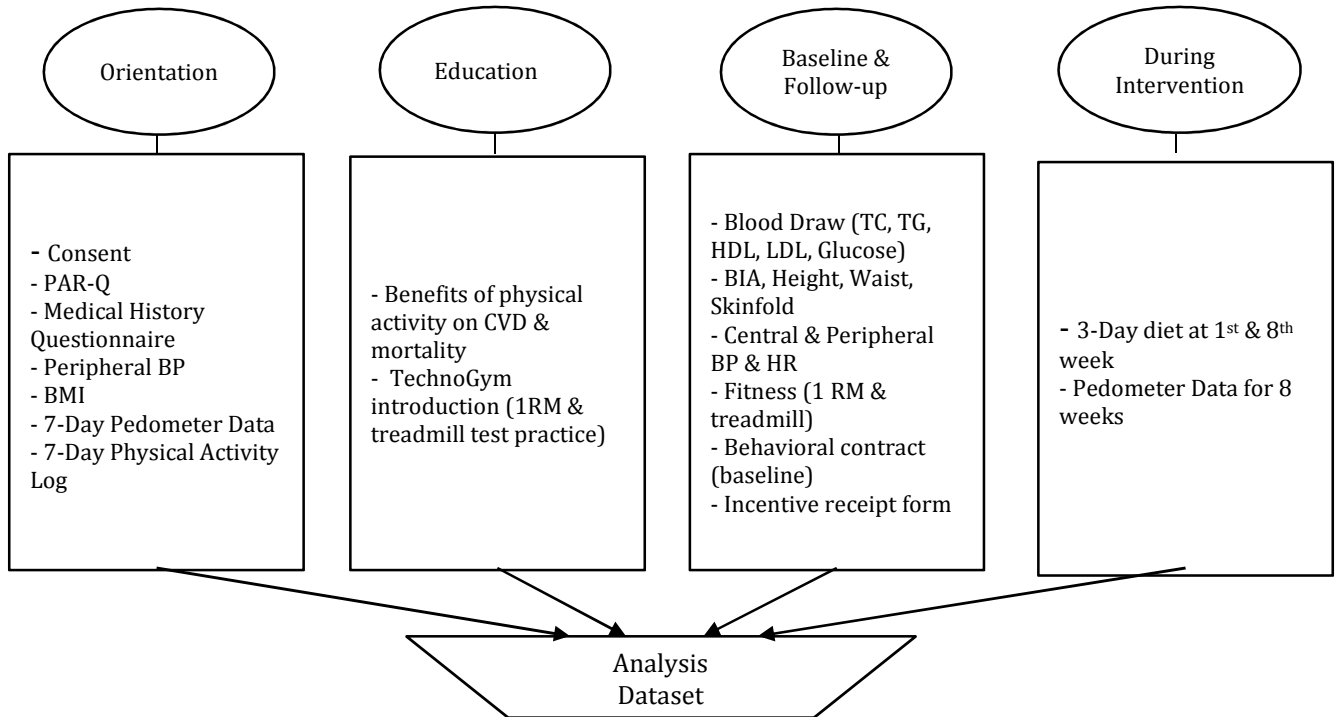 Orientation
- Consent
- PAR-Q
- Medical History
Questionnaire
- Peripheral BP
- BMI
- 7-Day Pedometer Data
- 7-Day Physical Activity
Log
Education
- Benefits of physical
activity on CVD &
mortality
- TechnoGym
introduction (1RM &
treadmill test practice)
Baseline &
Follow-up
- Blood Draw (TC, TG,
HDL, LDL, Glucose)
- BIA, Height, Waist,
Skinfold
- Central & Peripheral
BP & HR
- Fitness (1 RM &
treadmill)
- Behavioral contract
(baseline)
- Incentive receipt form
During
Intervention
- 3-Day diet at 1st & 8th
week
- Pedometer Data for 8
weeks
Analysis
Dataset